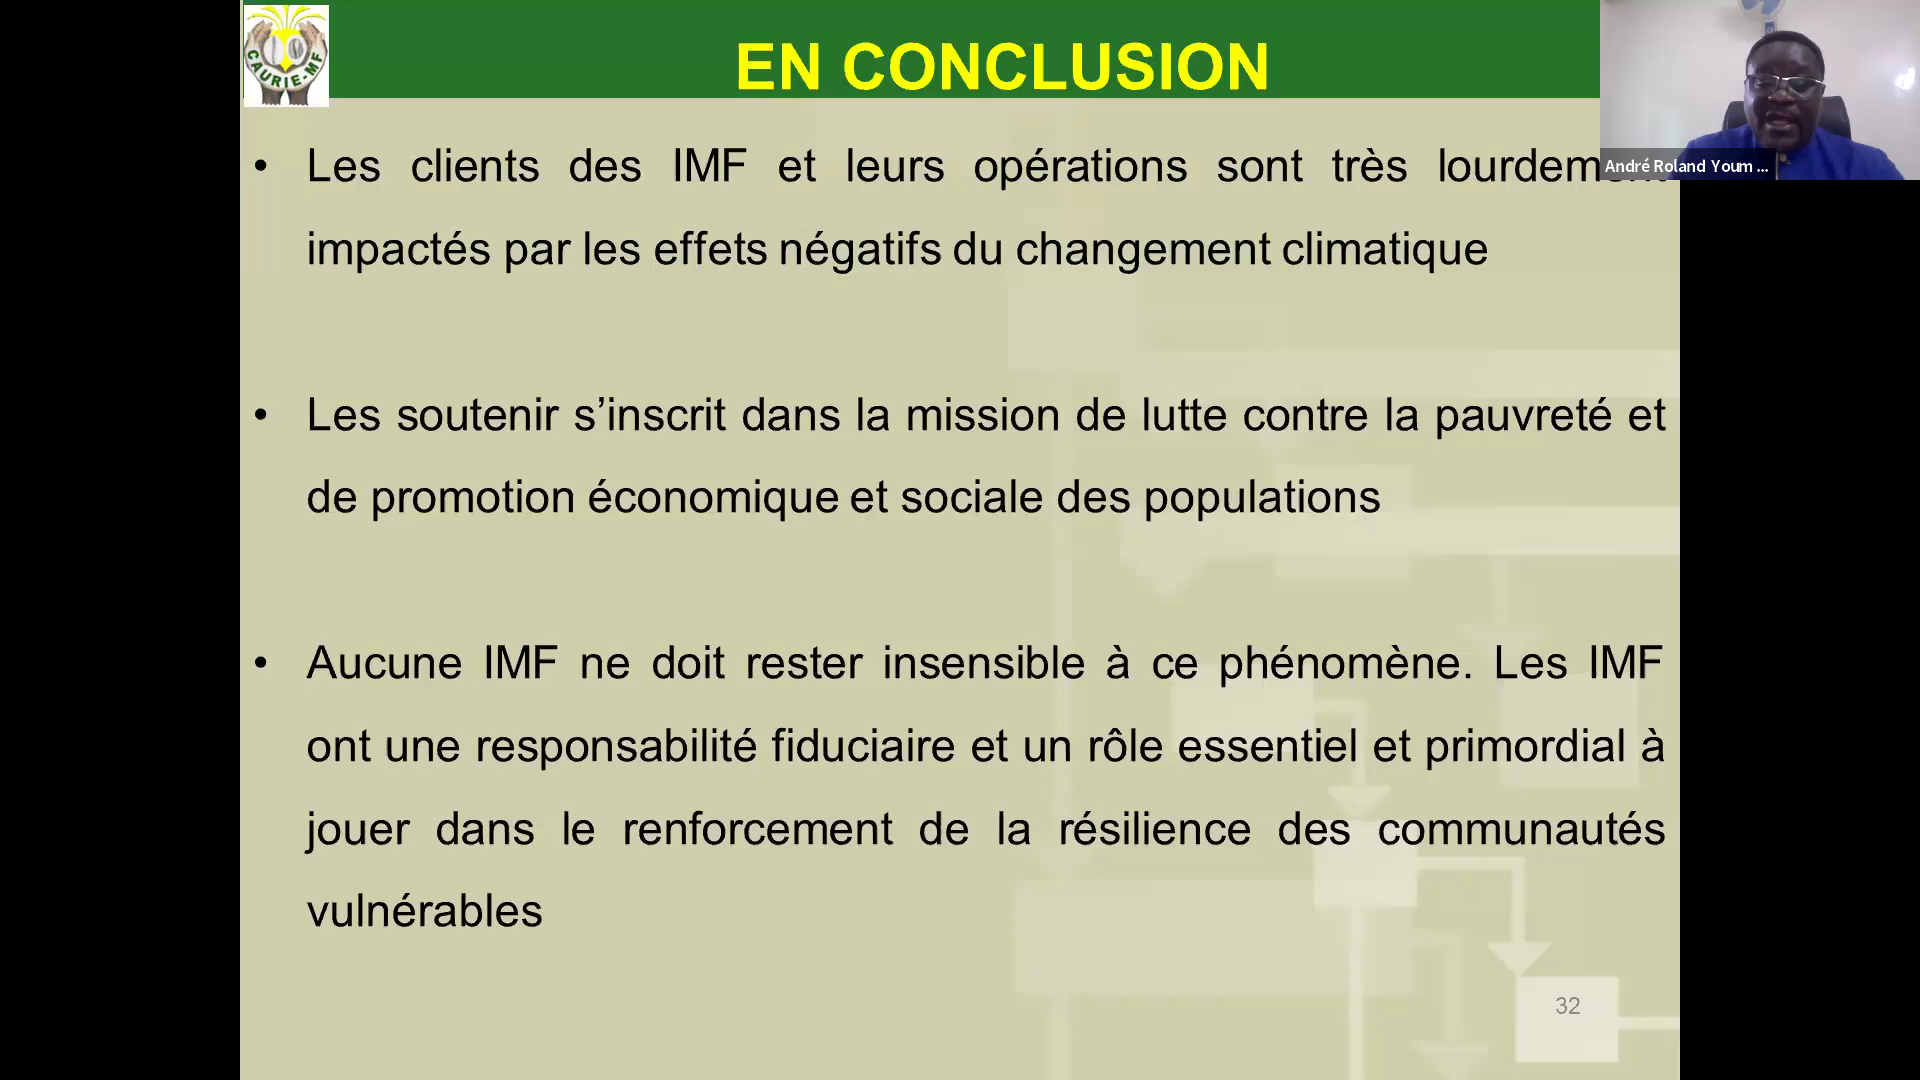 CAURIE-MF
EN CONCLUSION
André Roland Youm ...
• Les clients des IMF et leurs opérations sont très lourdement
impactés par les effets négatifs du changement climatique
• Les soutenir s’inscrit dans la mission de lutte contre la pauvreté et
de promotion économique et sociale des populations
• Aucune IMF ne doit rester insensible à ce phénomène. Les IMF
ont une responsabilité fiduciaire et un rôle essentiel et primordial à
jouer dans le renforcement de la résilience des communautés
vulnérables
32